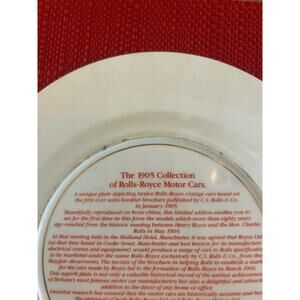 The 1905 Collection
of Rolls-Royce Motor Cars.
A unique plate depicting twelve Rolls-Royce vintage cars based on
the first ever sales booklet-brochure published by C.S. Rolls & Co.,
in January 1905.
Beautifully reproduced on bone china, this limited edition enables you to
see for the first time in this form the models which were born more than eighty years
ago resulting from the historic meeting between Henry Royce and the Hon. Charles
Rolls in May 1904.
At that meeting held in the Midland Hotel, Manchester, it was agreed that Royce Ltd.
(at that time based in Cooke Street, Manchester and best known for its manufacture
electrical cranes and equipment) would produce a range of cars to Rolls specification
to be marketed under the name Rolls-Royce exclusively by C.S. Rolls & Co., from the
Mayfair showrooms. The success of the brochure in helping Rolls to establish a market
for the cars made by Royce led to the formation of Rolls-Royce in March 1906.
This superb plate is not only a valuable historical record of the earliest achievements
of Britain's most famous motor car manufacturers but also a delightful and
addition to the decor of any home or office.
Detailed research has ensured that the motor cars are historically accurate and